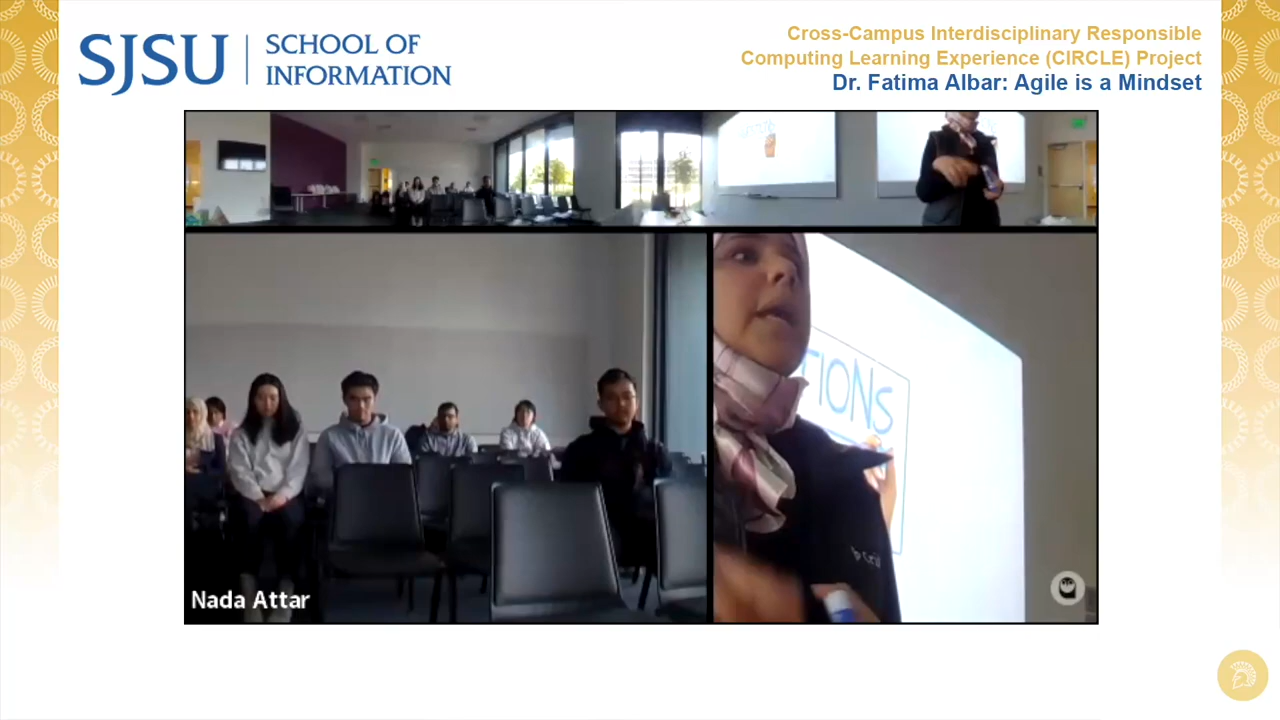 SJSU
SCHOOL OF
INFORMATION
Cross-Campus Interdisciplinary Responsible
Computing Learning Experience (CIRCLE) Project
Dr. Fatima Albar: Agile is a Mindset
TIONS
Nada Attar